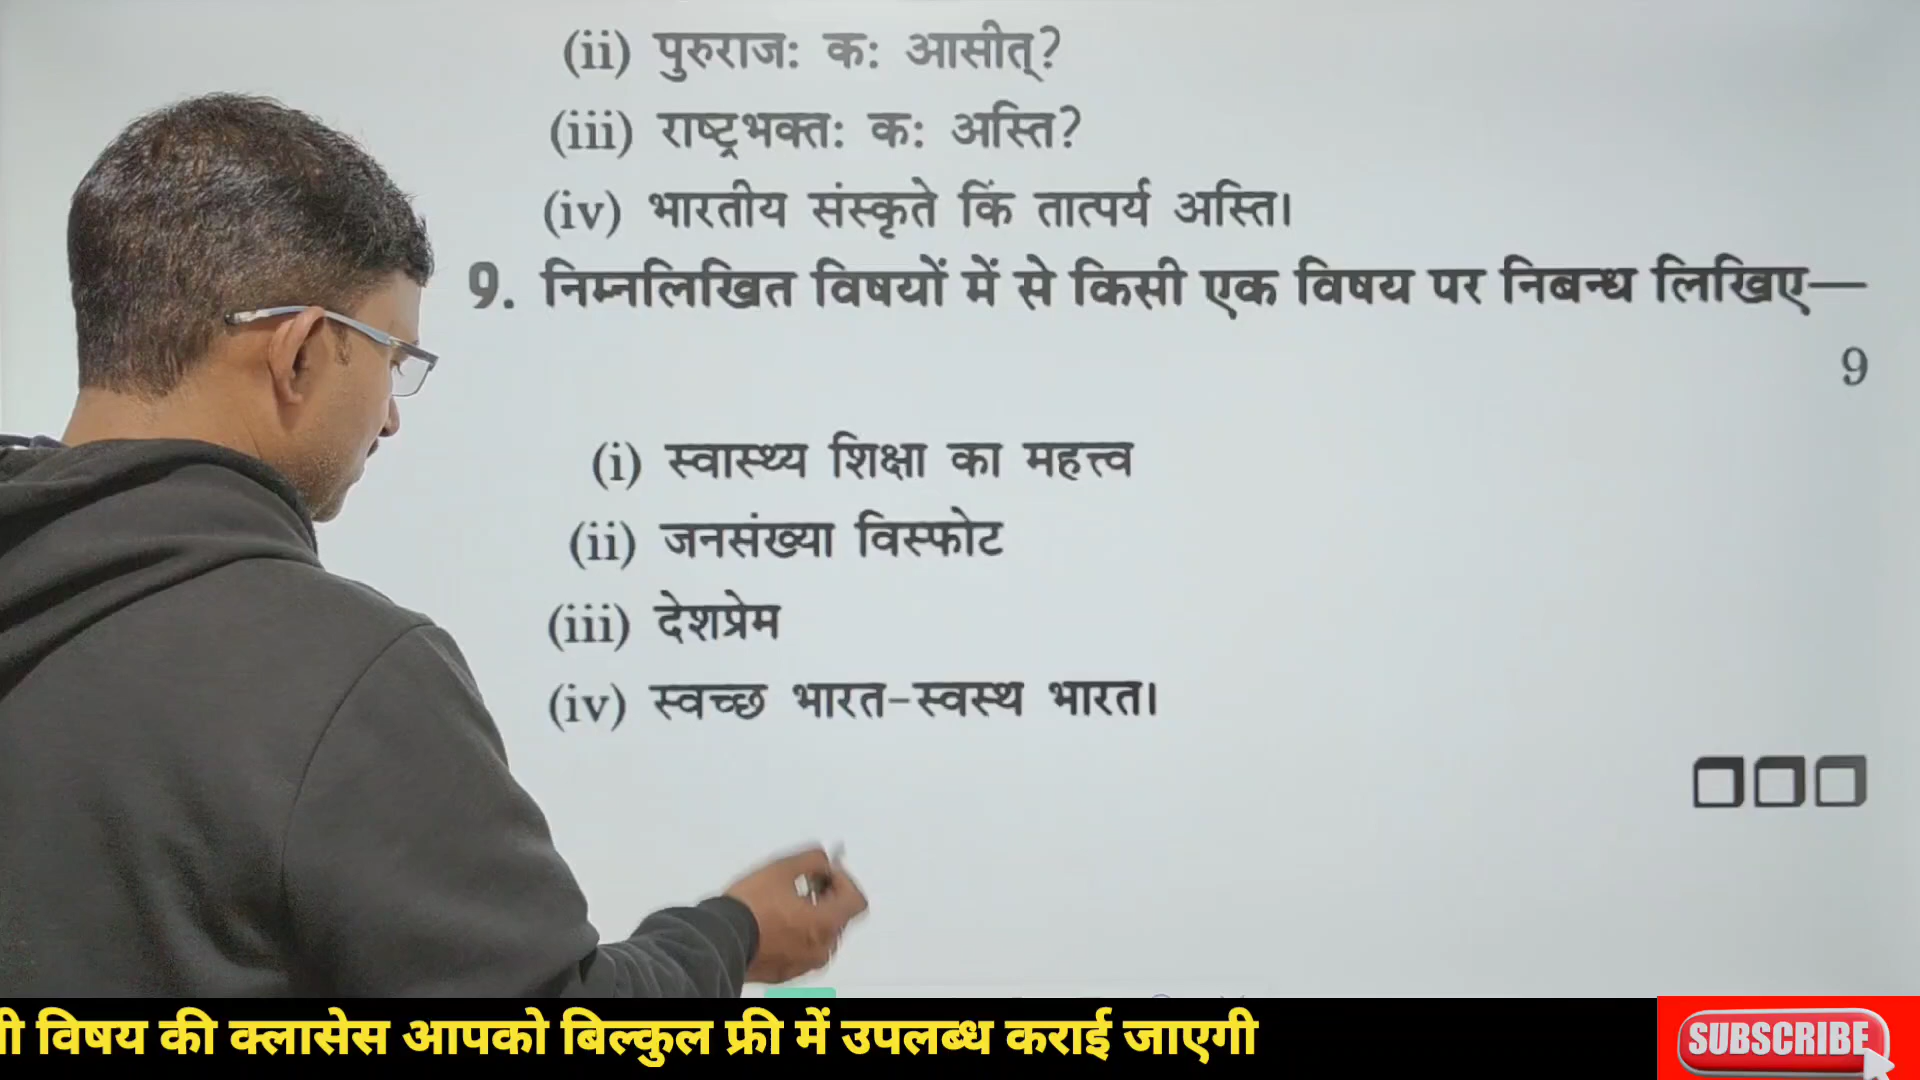 (ii) पुरुराजः कः आसीत्?
(iii) राष्ट्रभक्तः कः अस्ति?
(iv) भारतीय संस्कृते किं तात्पर्य अस्ति।
9. निम्नलिखित विषयों में से किसी एक विषय पर निबन्ध लिखिए—
9
(i) स्वास्थ्य शिक्षा का महत्त्व
(ii) जनसंख्या विस्फोट
(iii) देशप्रेम
(iv) स्वच्छ भारत-स्वस्थ भारत।
विषय की क्लासेस आपको बिल्कुल फ्री में उपलब्ध कराई जाएगी
SUBSCRIBE